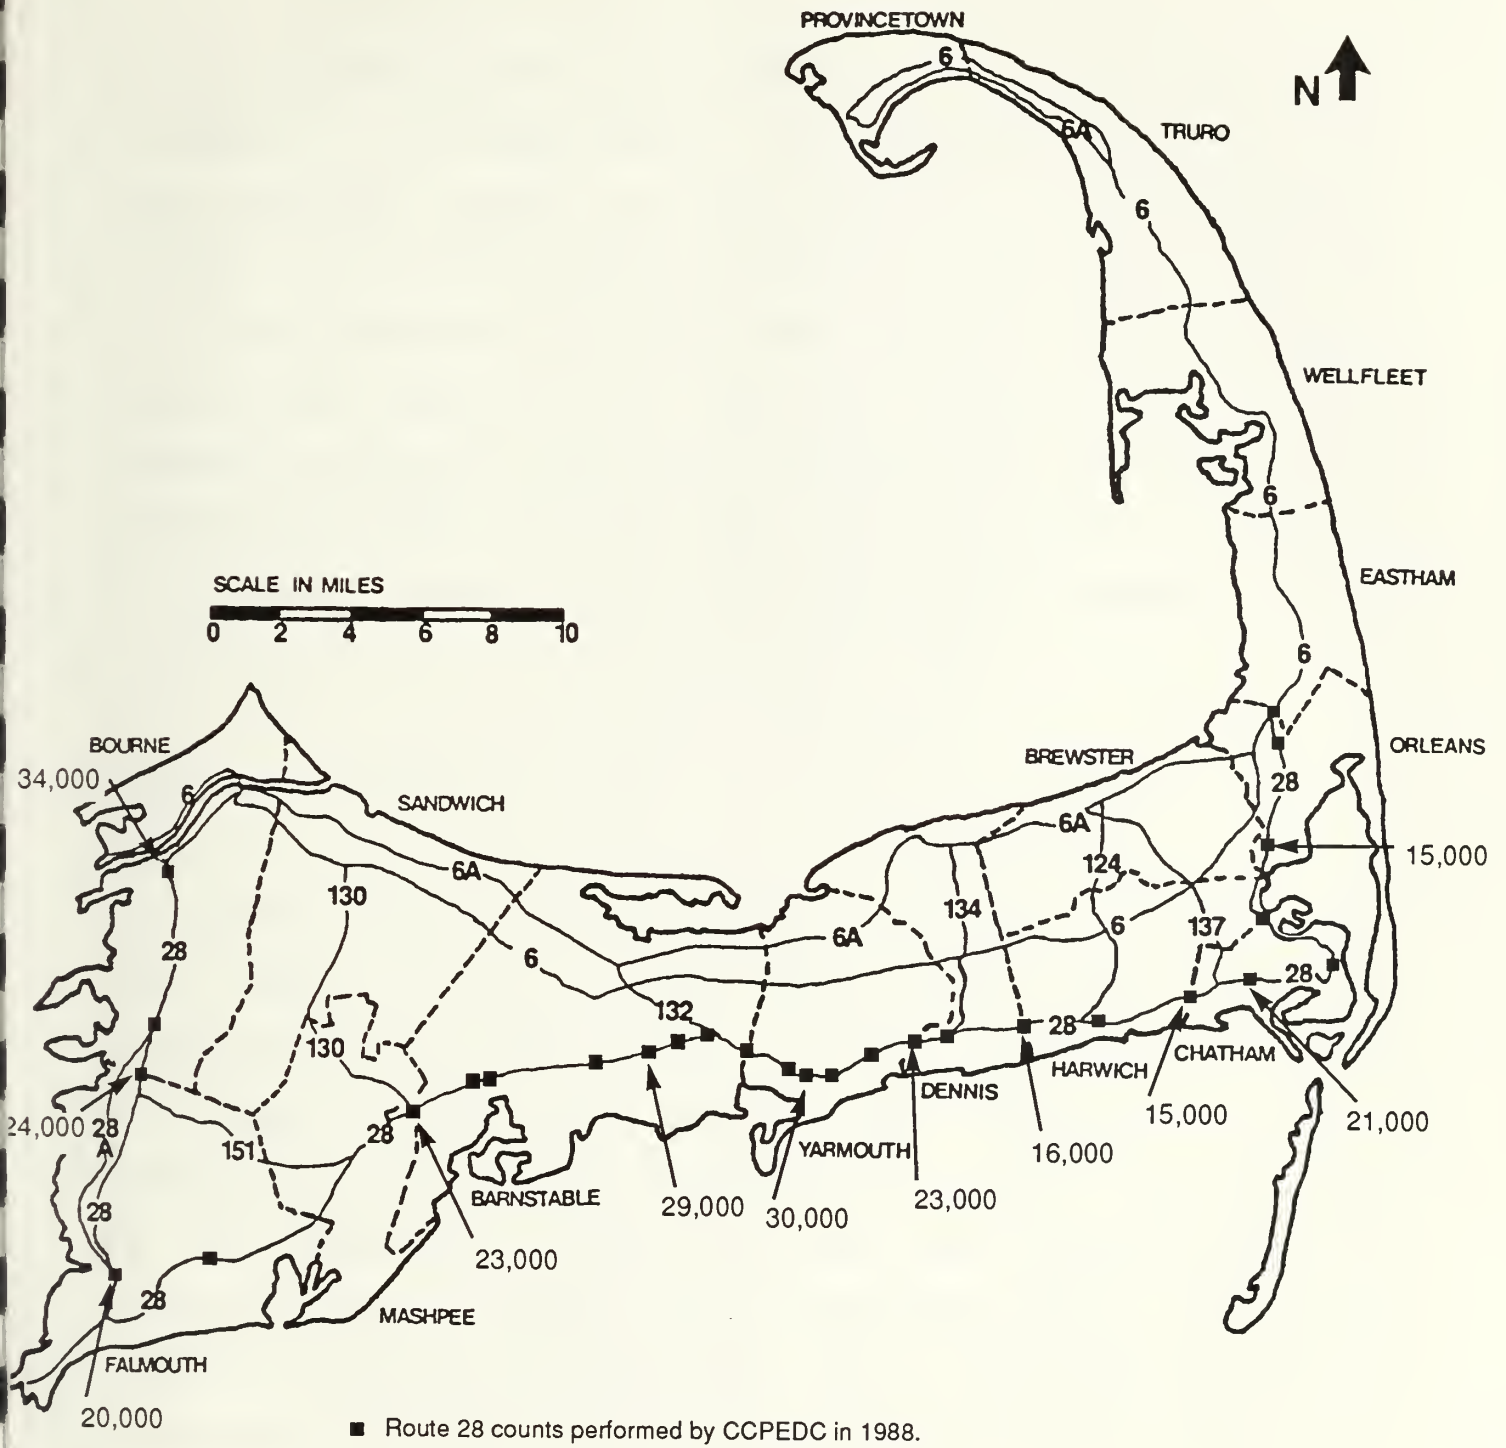 PROVINCETOWN
6
N
6A
TRURO
6
WELLFLEET
6
SCALE IN MILES
0 2 4 6 8 10
EASTHAM
6
BOURNE
34,000
6
SANDWICH
BREWSTER
ORLEANS
28
6A
6A
124
15,000
130
134
137
6
6A
28
6
28
132
28
130
CHATHAM
HARWICH
DENNIS
24,000
28
A
28
151
15,000
21,000
YARMOUTH
16,000
BARNSTABLE
29,000
30,000
23,000
28
23,000
28
MASHPEE
FALMOUTH
20,000
Route 28 counts performed by CCPEDC in 1988.